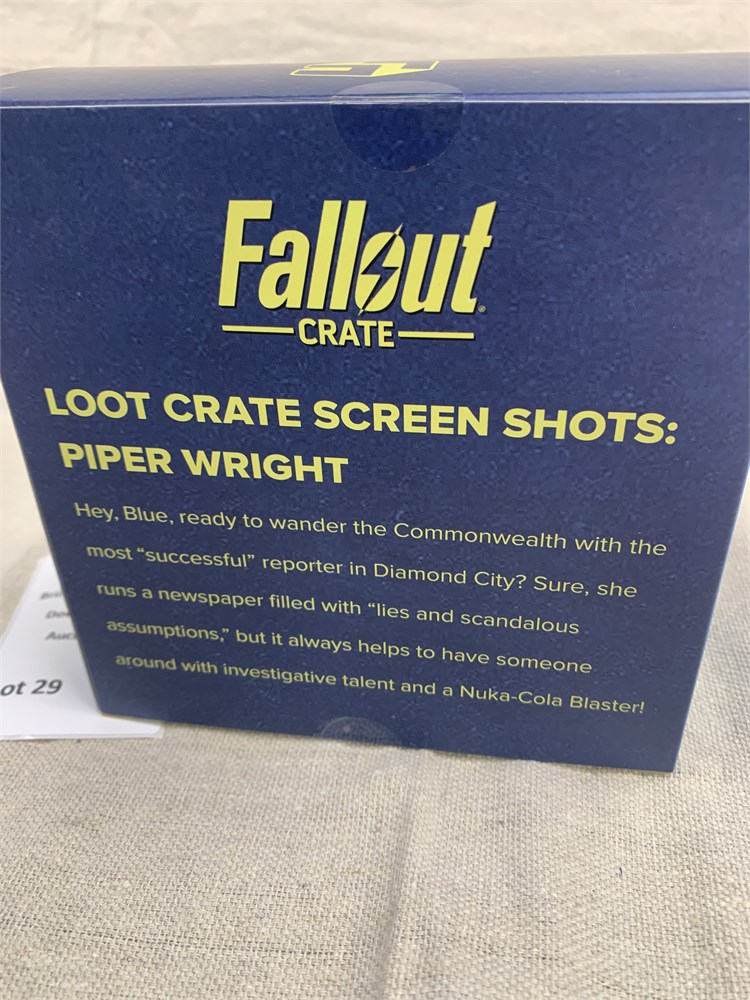 Fallout
CRATE
LOOT CRATE SCREEN SHOTS:
PIPER WRIGHT
Hey, Blue, ready to wander the Commonwealth with the
most “successful” reporter in Diamond City? Sure, she
runs a newspaper filled with “lies and scandalous
assumptions,” but it always helps to have someone
around with investigative talent and a Nuka-Cola Blaster!
ot 29